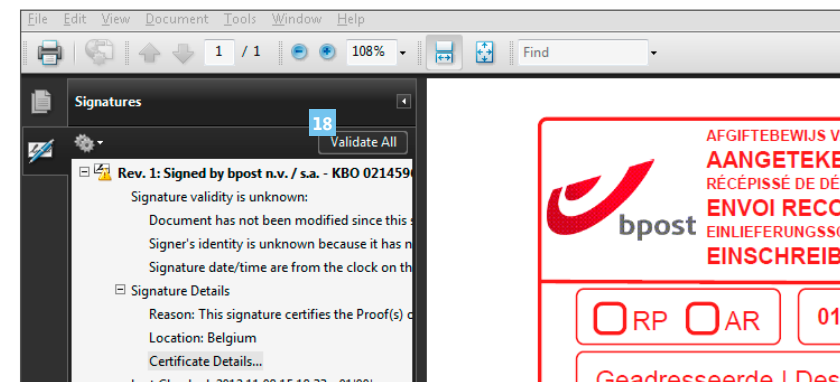 File Edit View Document Tools Window Help
1 / 1 108% Find
Signatures
18
Validate All
Rev. 1: Signed by bpost n.v. / s.a. - KBO 0214596
Signature validity is unknown:
Document has not been modified since this s
Signer's identity is unknown because it has n
Signature date/time are from the clock on th
Signature Details
Reason: This signature certifies the Proof(s) o
Location: Belgium
Certificate Details...
bpost
AFGIFTEBEWIJS V
AANGETEKE
RÉCÉPISSÉ DE DÉ
ENVOI RECO
EINLIEFERUNGSSC
EINSCHREIB
RP AR 01
Geadresseerde | Des